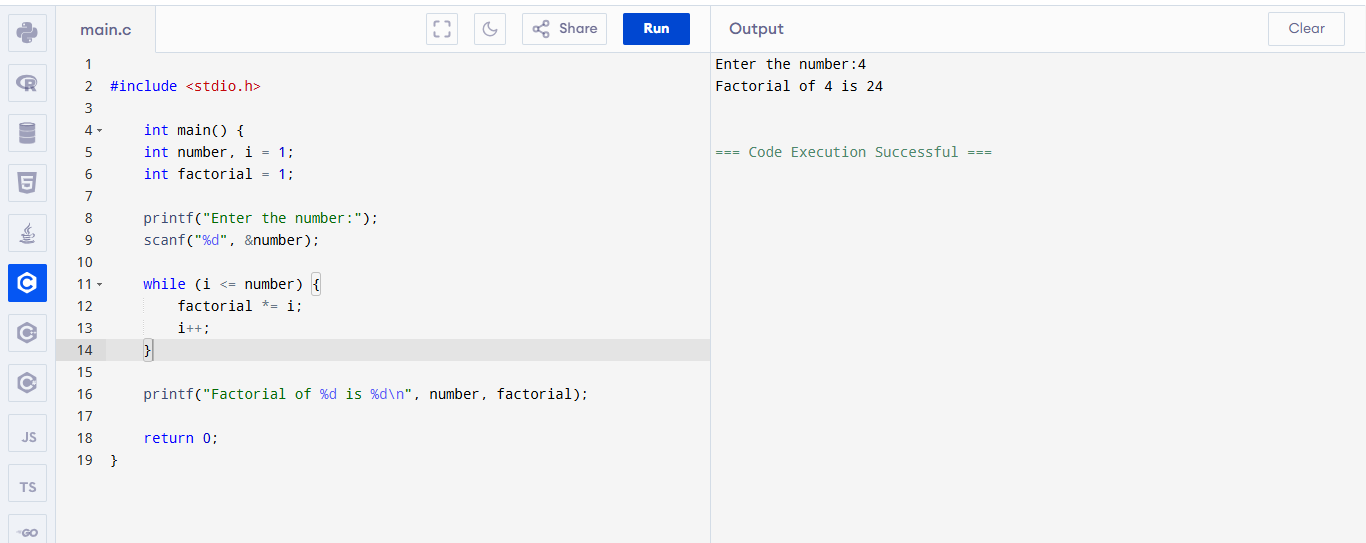 main.c
Share
Run
Output
Clear
1
2 #include <stdio.h>
3
4 int main() {
5 int number, i = 1;
6 int factorial = 1;
7
8 printf("Enter the number:");
9 scanf("%d", &number);
10
11 while (i <= number) {
12 factorial *= i;
13 i++;
14 }
15
16 printf("Factorial of %d is %d\n", number, factorial);
17
18 return 0;
19 }
Enter the number:4
Factorial of 4 is 24
=== Code Execution Successful ===
R
5
C
C
C
JS
TS
GO